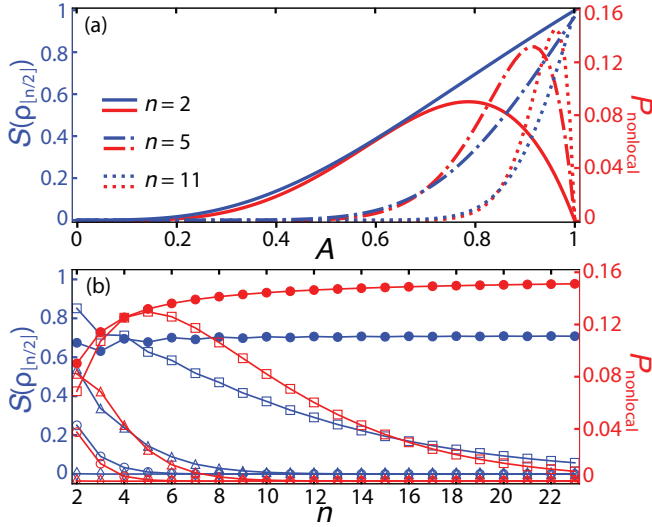 (a)
S(ρ⌊n/2⌋)
1
0.8
0.6
0.4
0.2
0
n = 2
n = 5
n = 11
0.16
0.12
0.08
0.04
0
P nonlocal
0 0.2 0.4 0.6 0.8 1
A
(b)
S(ρ⌊n/2⌋)
1
0.8
0.6
0.4
0.2
0
0.16
0.12
0.08
0.04
0
P nonlocal
2 4 6 8 10 12 14 16 18 20 22
n